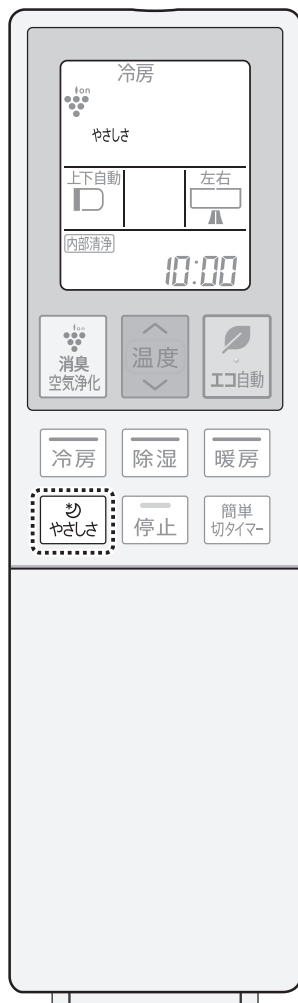 冷房
ion
やさしさ
上下自動
左右
内部清浄
10:00
ion
消臭
空気浄化
温度
エコ自動
冷房
除湿
暖房
やさしさ
停止
簡単
切タイマー